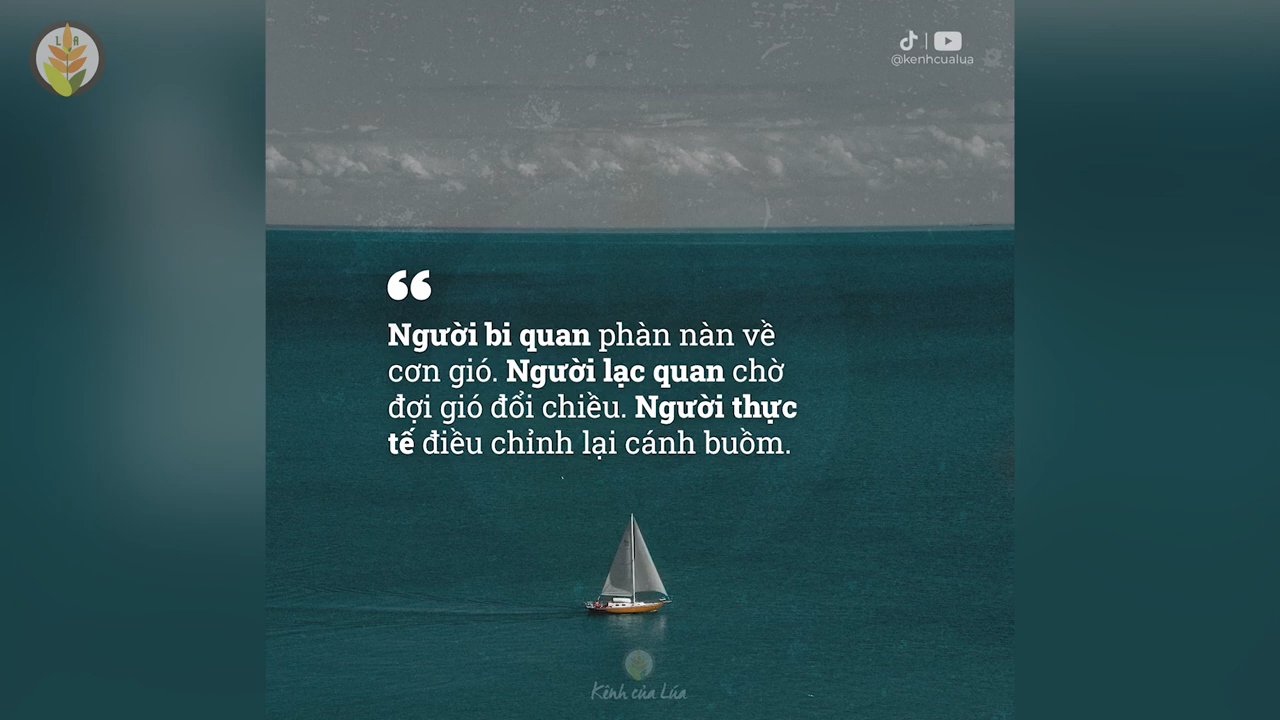 LA
@kenhcualua
Người bi quan phàn nàn về
cơn gió. Người lạc quan chờ
đợi gió đổi chiều. Người thực
tế điều chỉnh lại cánh buồm.
Kênh của Lúa